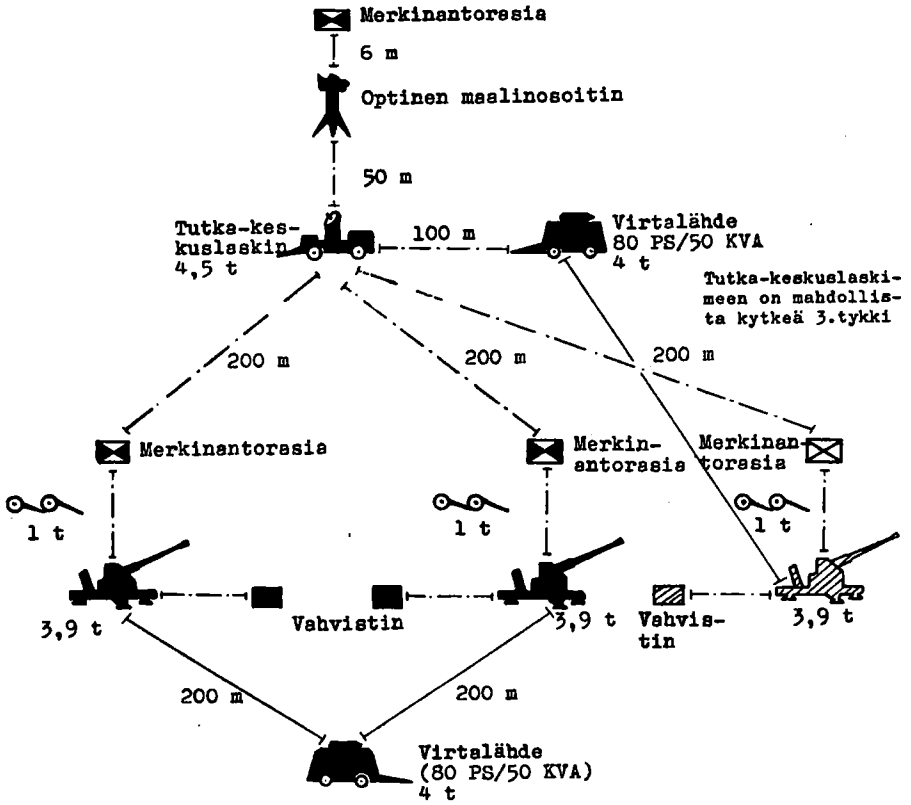 Merkinantorasia
6 m
Optinen maalinosoitin
50 m
Tutka-kes-
kuslaskin
4,5 t
100 m
Virtalähde
80 PS/50 KVA
4 t
Tutka-keskuslaski-
meen on mahdollis-
ta kytkeä 3.tykki
200 m
200 m
200 m
Merkinantorasia
Merkin-
antorasia
Merkinan-
torasia
1 t
1 t
1 t
3,9 t
Vahvistin
3,9 t
Vahvis-
tin
3,9 t
200 m
200 m
Virtalähde
(80 PS/50 KVA)
4 t